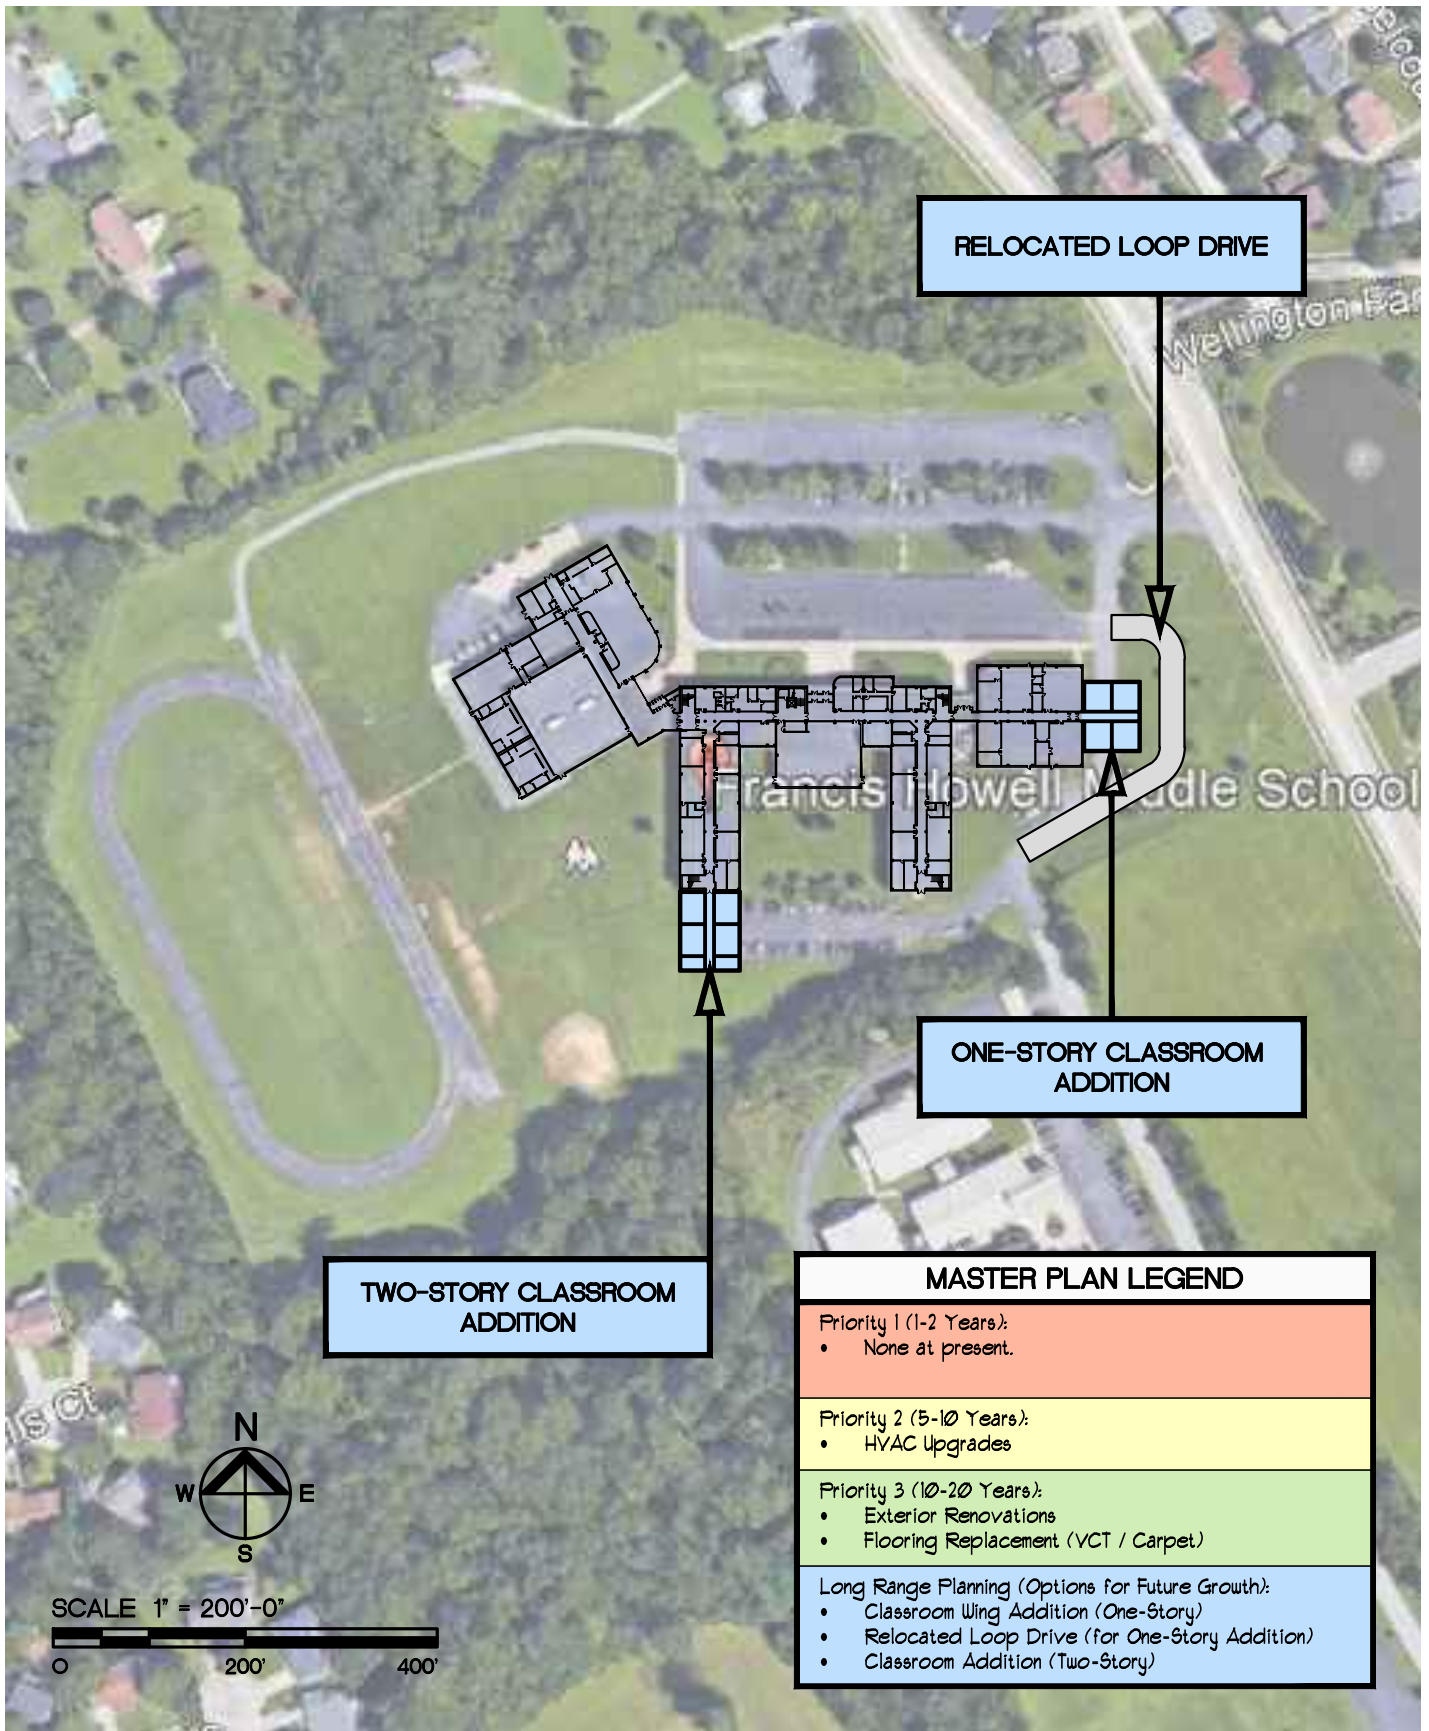 RELOCATED LOOP DRIVE
Wellington
Francis Howell Middle School
ONE-STORY CLASSROOM
ADDITION
TWO-STORY CLASSROOM
ADDITION
MASTER PLAN LEGEND
Priority 1 (1-2 Years):
• None at present.
Priority 2 (5-10 Years):
• HVAC Upgrades
Priority 3 (10-20 Years):
• Exterior Renovations
• Flooring Replacement (VCT / Carpet)
Long Range Planning (Options for Future Growth):
• Classroom Wing Addition (One-Story)
• Relocated Loop Drive (for One-Story Addition)
• Classroom Addition (Two-Story)
N
W
E
S
SCALE 1" = 200'-0"
0 200' 400'